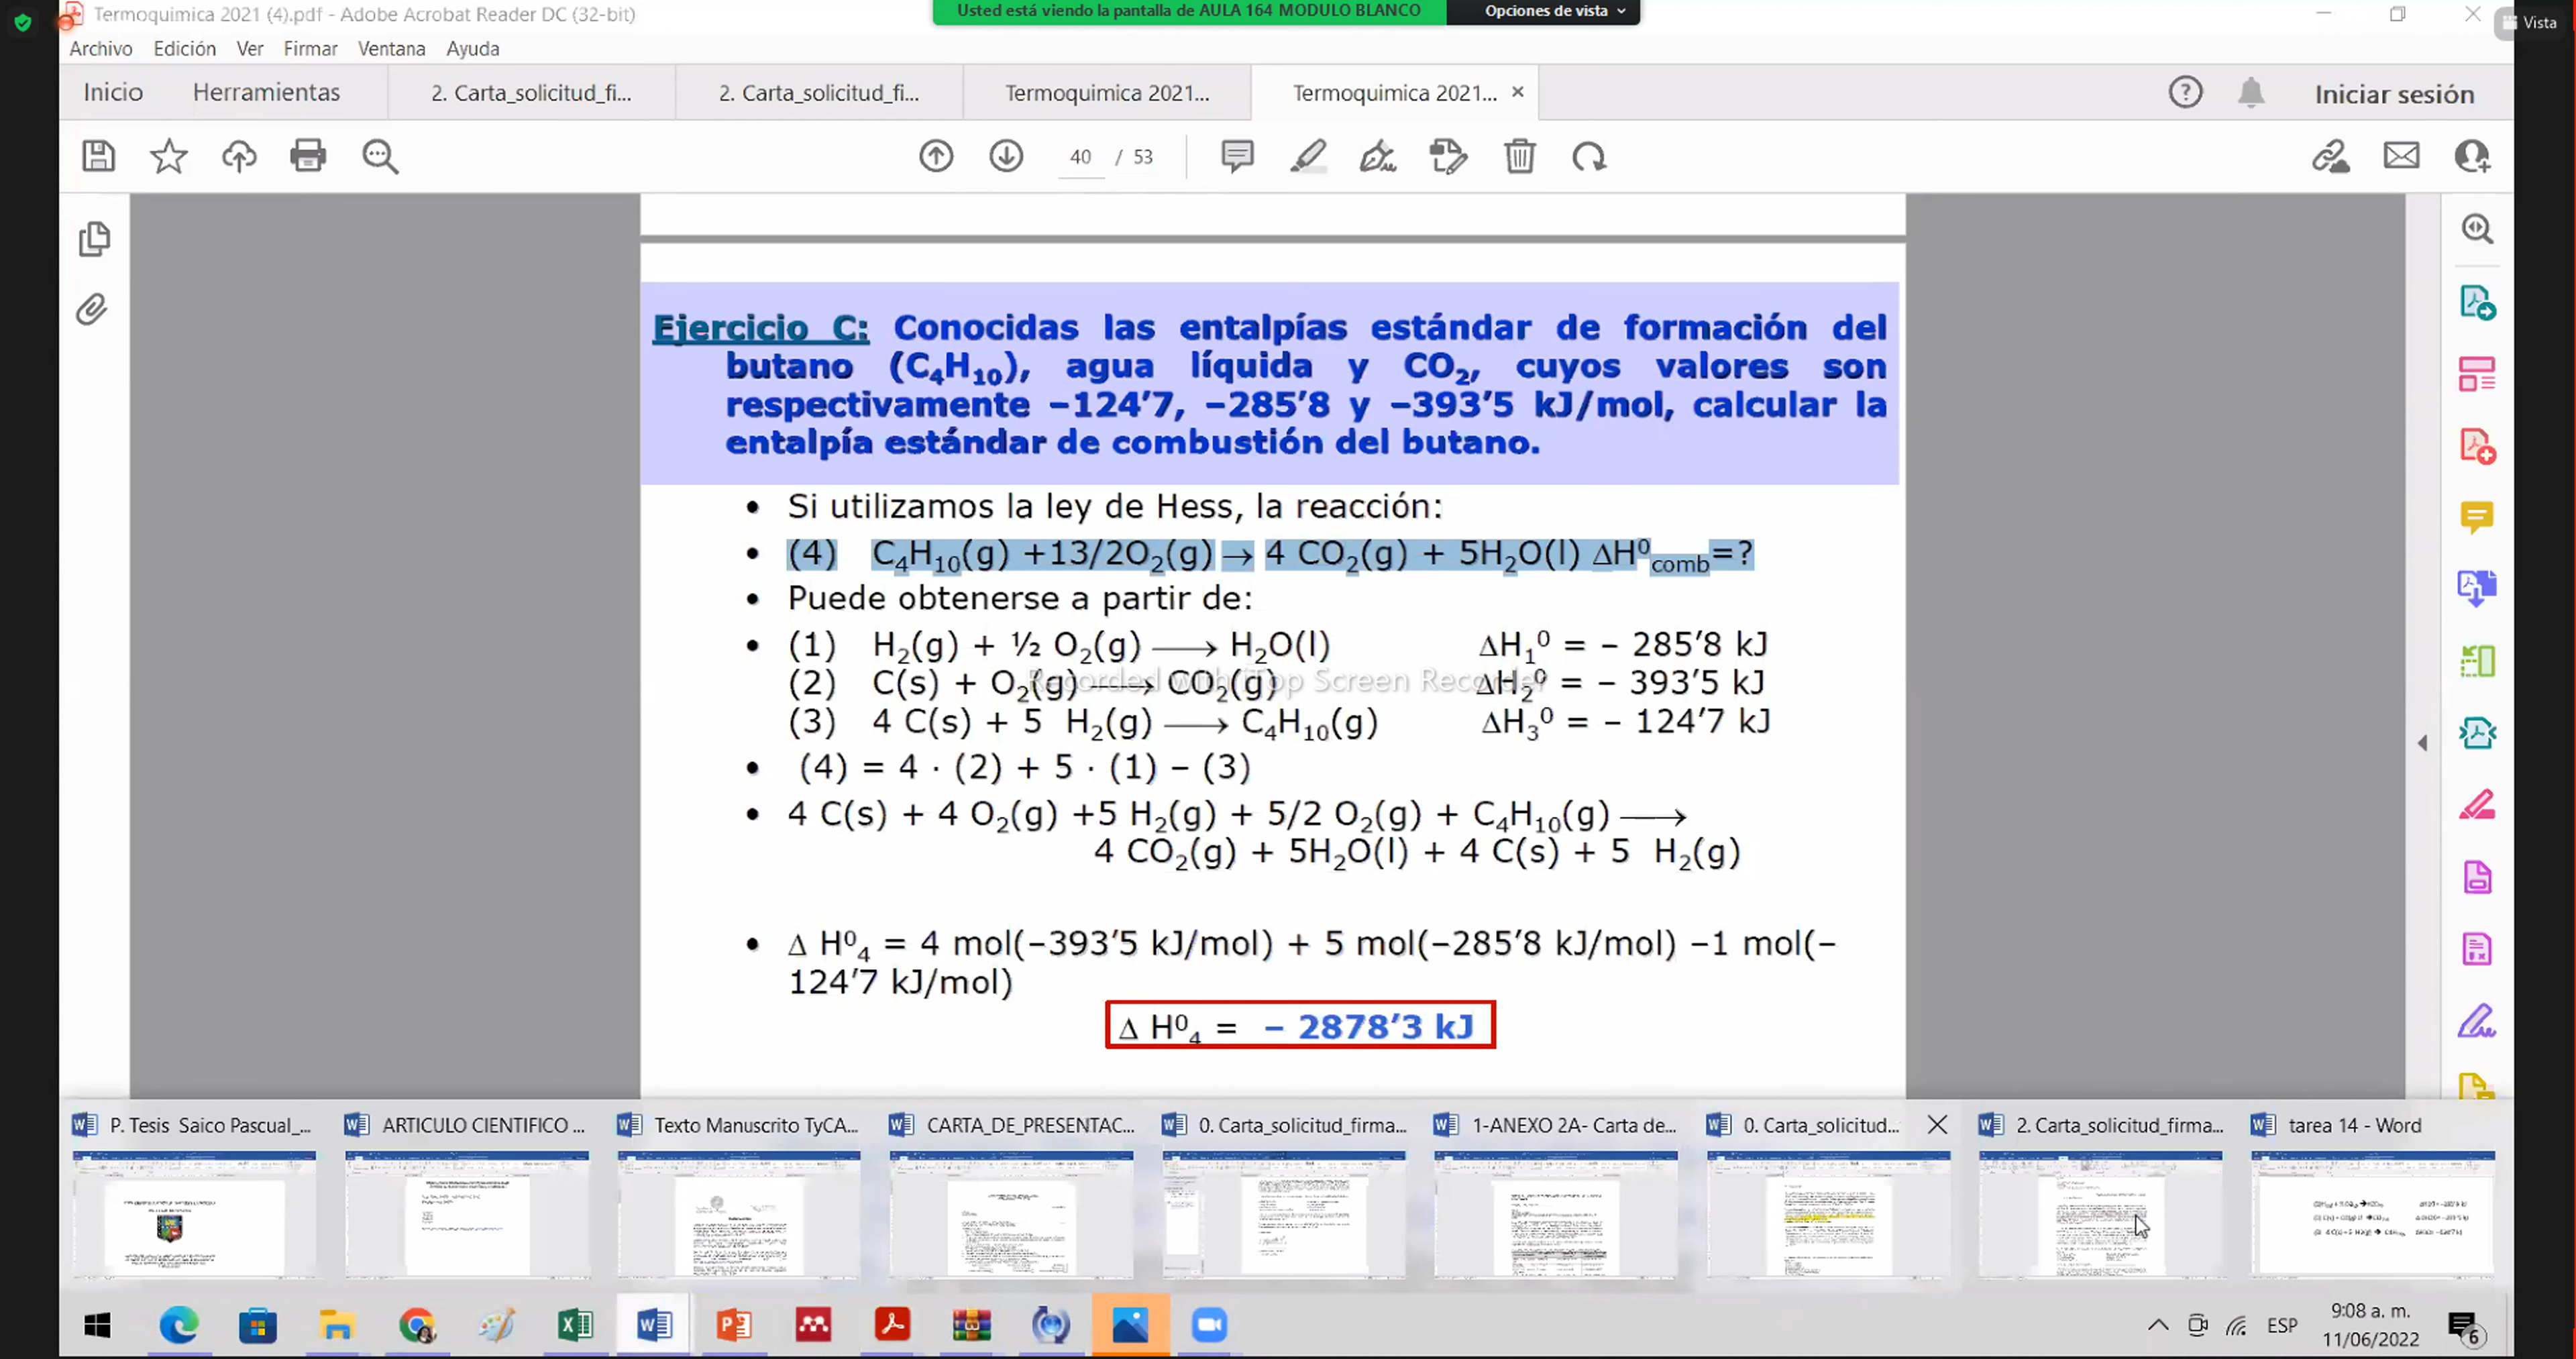 Termoquimica 2021 (4).pdf - Adobe Acrobat Reader DC (32-bit)
Usted está viendo la pantalla de AULA 164 MODULO BLANCO
Opciones de vista
Vista
Archivo Edición Ver Firmar Ventana Ayuda
Inicio Herramientas 2. Carta_solicitud_fi... 2. Carta_solicitud_fi... Termoquimica 2021... Termoquimica 2021... × Iniciar sesión
40 / 53
Ejercicio C: Conocidas las entalpías estándar de formación del
butano (C₄H₁₀), agua líquida y CO₂, cuyos valores son
respectivamente –124’7, –285’8 y –393’5 kJ/mol, calcular la
entalpía estándar de combustión del butano.
• Si utilizamos la ley de Hess, la reacción:
• (4) C₄H₁₀(g) +13/2O₂(g) → 4 CO₂(g) + 5H₂O(l) ΔH⁰comb=?
• Puede obtenerse a partir de:
• (1) H₂(g) + ½ O₂(g) ⟶ H₂O(l) ΔH₁⁰ = – 285’8 kJ
(2) C(s) + O₂(g) ⟶ CO₂(g) ΔH₂⁰ = – 393’5 kJ
Recorded with iTop Screen Recorder
(3) 4 C(s) + 5 H₂(g) ⟶ C₄H₁₀(g) ΔH₃⁰ = – 124’7 kJ
• (4) = 4 · (2) + 5 · (1) – (3)
• 4 C(s) + 4 O₂(g) +5 H₂(g) + 5/2 O₂(g) + C₄H₁₀(g) ⟶
4 CO₂(g) + 5H₂O(l) + 4 C(s) + 5 H₂(g)
• Δ H⁰₄ = 4 mol(–393’5 kJ/mol) + 5 mol(–285’8 kJ/mol) –1 mol(–
124’7 kJ/mol)
Δ H⁰₄ = – 2878’3 kJ
P. Tesis Saico Pascual_... ARTICULO CIENTIFICO ... Texto Manuscrito TyCA... CARTA_DE_PRESENTAC... 0. Carta_solicitud_firma... 1-ANEXO 2A- Carta de... 0. Carta_solicitud... 2. Carta_solicitud_firma... tarea 14 - Word
ESP
9:08 a. m.
11/06/2022
6